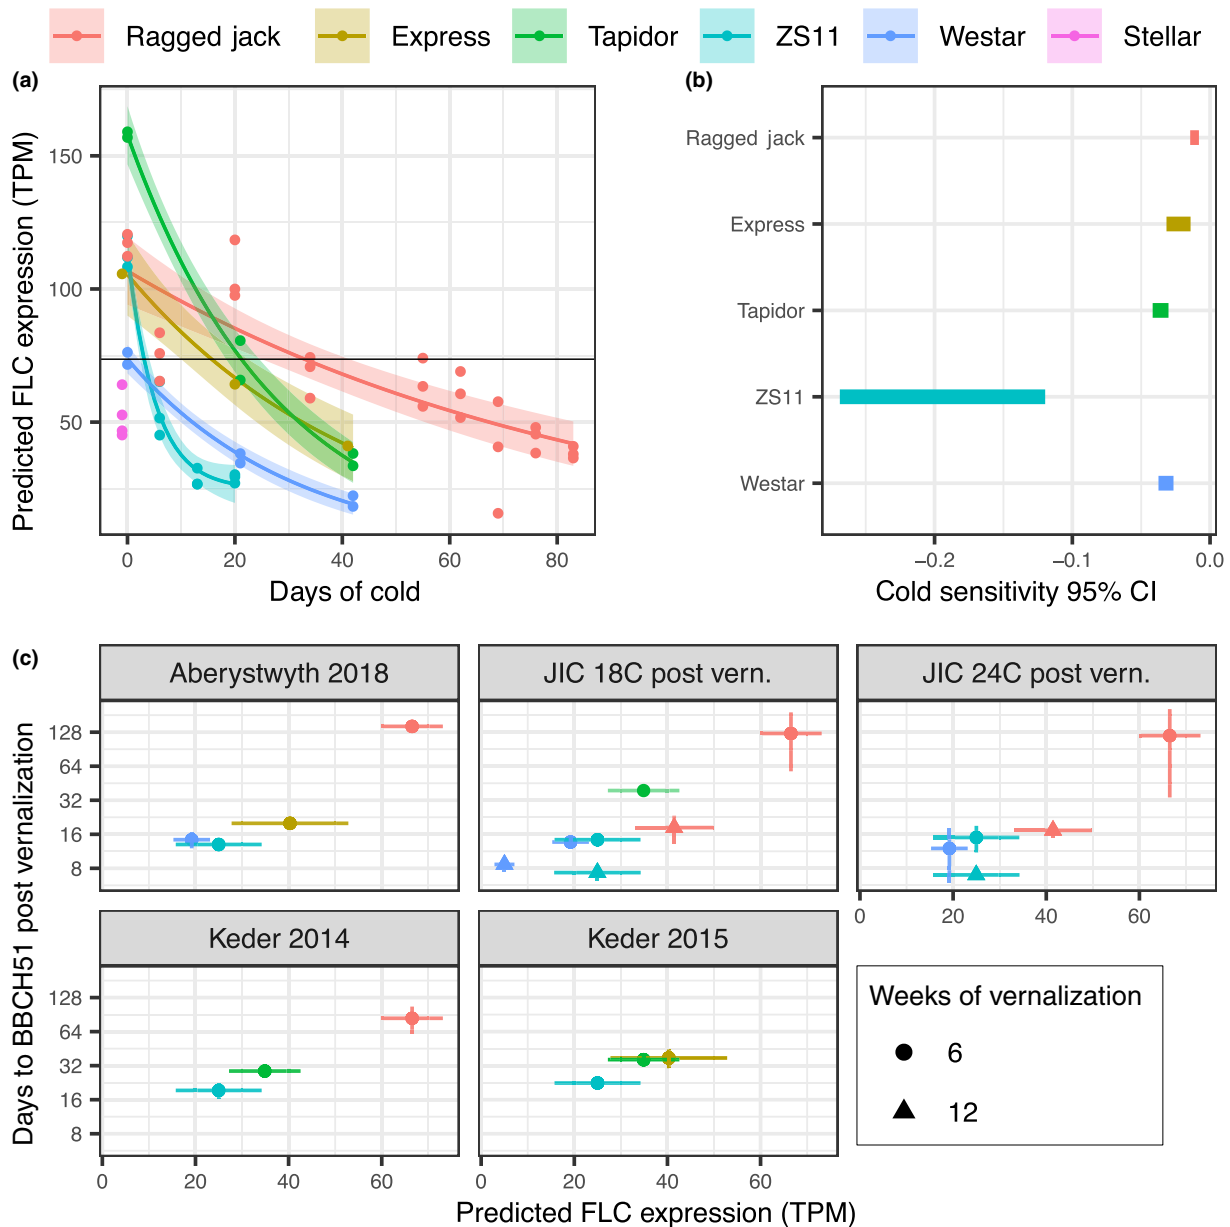 Ragged jack Express Tapidor ZS11 Westar Stellar
(a)
Predicted FLC expression (TPM)
150
100
50
0 20 40 60 80
Days of cold
(b)
Ragged jack
Express
Tapidor
ZS11
Westar
−0.2 −0.1 0.0
Cold sensitivity 95% CI
(c)
Days to BBCH51 post vernalization
Aberystwyth 2018 JIC 18C post vern. JIC 24C post vern.
128
64
32
16
8
0 20 40 60
Keder 2014 Keder 2015
128
64
32
16
8
0 20 40 60 0 20 40 60
Predicted FLC expression (TPM)
Weeks of vernalization
6
12